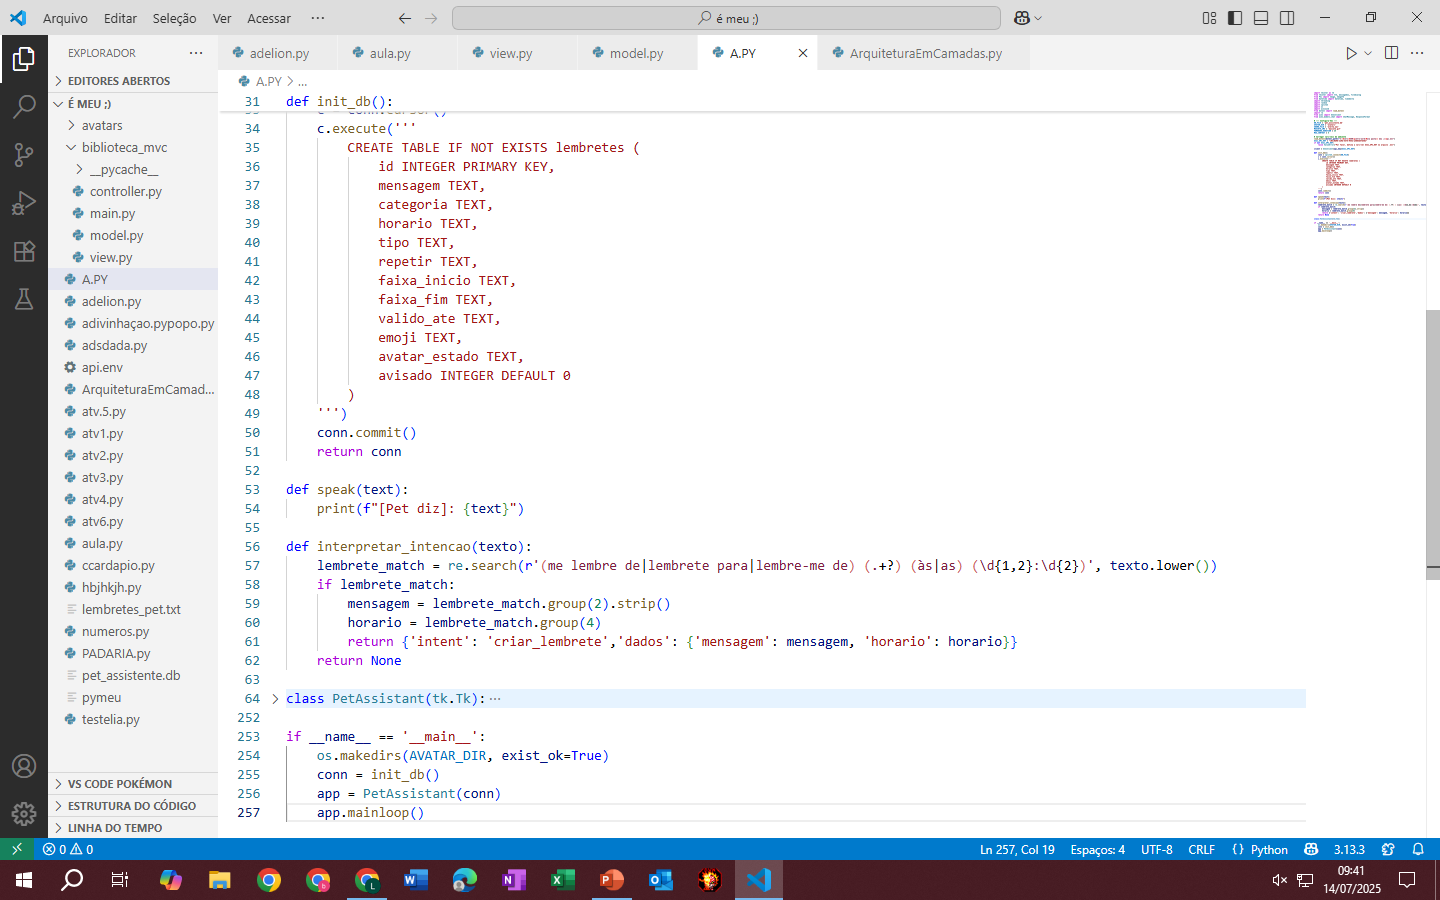 Arquivo Editar Seleção Ver Acessar ···
é meu ;)
EXPLORADOR ···
EDITORES ABERTOS
É MEU ;)
avatars
biblioteca_mvc
__pycache__
controller.py
main.py
model.py
view.py
A.PY
adelion.py
adivinhaçao.pypopo.py
adsdada.py
api.env
ArquiteturaEmCamad...
atv.5.py
atv1.py
atv2.py
atv3.py
atv4.py
atv6.py
aula.py
ccardapio.py
hbjhkjh.py
lembretes_pet.txt
numeros.py
PADARIA.py
pet_assistente.db
pymeu
testelia.py
VS CODE POKÉMON
ESTRUTURA DO CÓDIGO
LINHA DO TEMPO
adelion.py aula.py view.py model.py A.PY ArquiteturaEmCamadas.py
A.PY > ...
31 def init_db():
34 c.execute('''
35 CREATE TABLE IF NOT EXISTS lembretes (
36 id INTEGER PRIMARY KEY,
37 mensagem TEXT,
38 categoria TEXT,
39 horario TEXT,
40 tipo TEXT,
41 repetir TEXT,
42 faixa_inicio TEXT,
43 faixa_fim TEXT,
44 valido_ate TEXT,
45 emoji TEXT,
46 avatar_estado TEXT,
47 avisado INTEGER DEFAULT 0
48 )
49 ''')
50 conn.commit()
51 return conn
52
53 def speak(text):
54 print(f"[Pet diz]: {text}")
55
56 def interpretar_intencao(texto):
57 lembrete_match = re.search(r'(me lembre de|lembrete para|lembre-me de) (.+?) (às|as) (\d{1,2}:\d{2})', texto.lower())
58 if lembrete_match:
59 mensagem = lembrete_match.group(2).strip()
60 horario = lembrete_match.group(4)
61 return {'intent': 'criar_lembrete','dados': {'mensagem': mensagem, 'horario': horario}}
62 return None
63
64 class PetAssistant(tk.Tk): ···
252
253 if __name__ == '__main__':
254 os.makedirs(AVATAR_DIR, exist_ok=True)
255 conn = init_db()
256 app = PetAssistant(conn)
257 app.mainloop()
0 0 Ln 257, Col 19 Espaços: 4 UTF-8 CRLF {} Python 3.13.3
09:41
14/07/2025